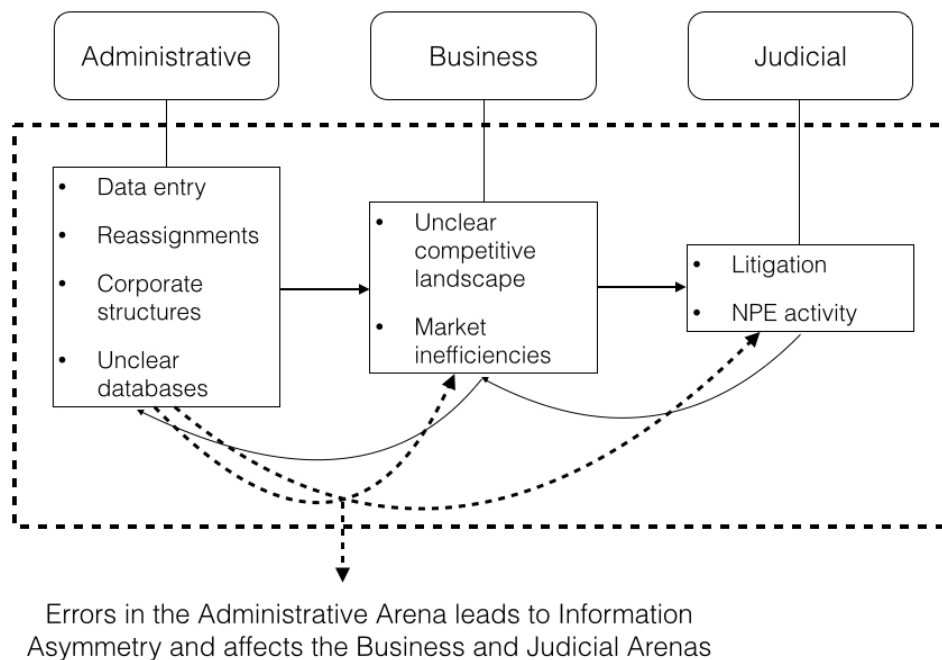 Administrative
Business
Judicial
• Data entry
• Reassignments
• Corporate
structures
• Unclear
databases
• Unclear
competitive
landscape
• Market
inefficiencies
• Litigation
• NPE activity
Errors in the Administrative Arena leads to Information
Asymmetry and affects the Business and Judicial Arenas